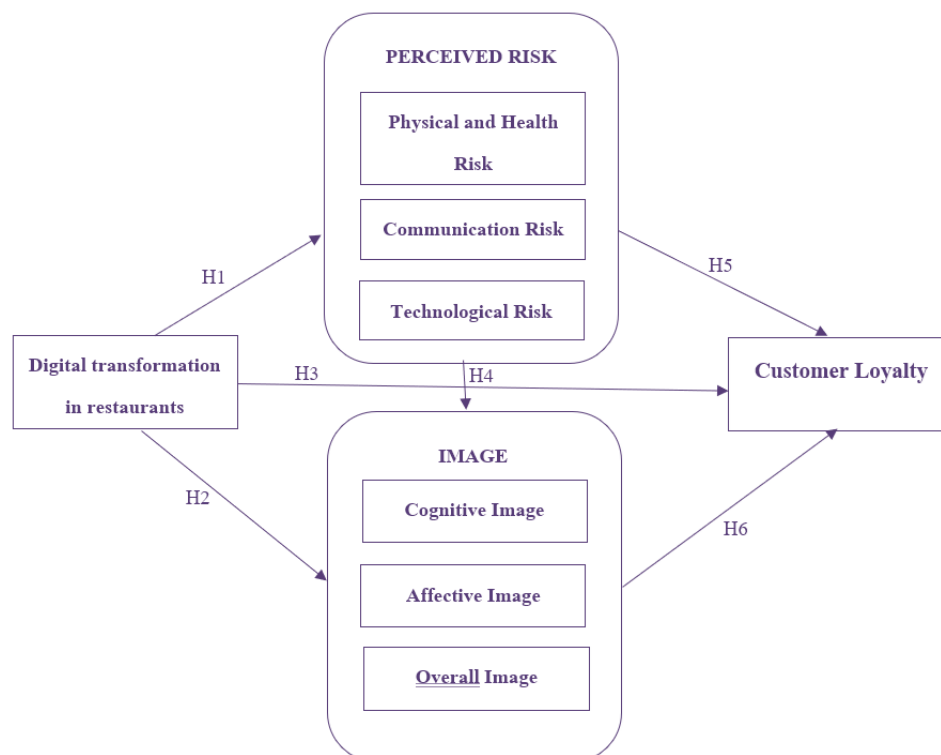 PERCEIVED RISK
Physical and Health
Risk
Communication Risk
Technological Risk
H1
H5
Digital transformation
in restaurants
H3
H4
Customer Loyalty
H2
IMAGE
Cognitive Image
H6
Affective Image
Overall Image